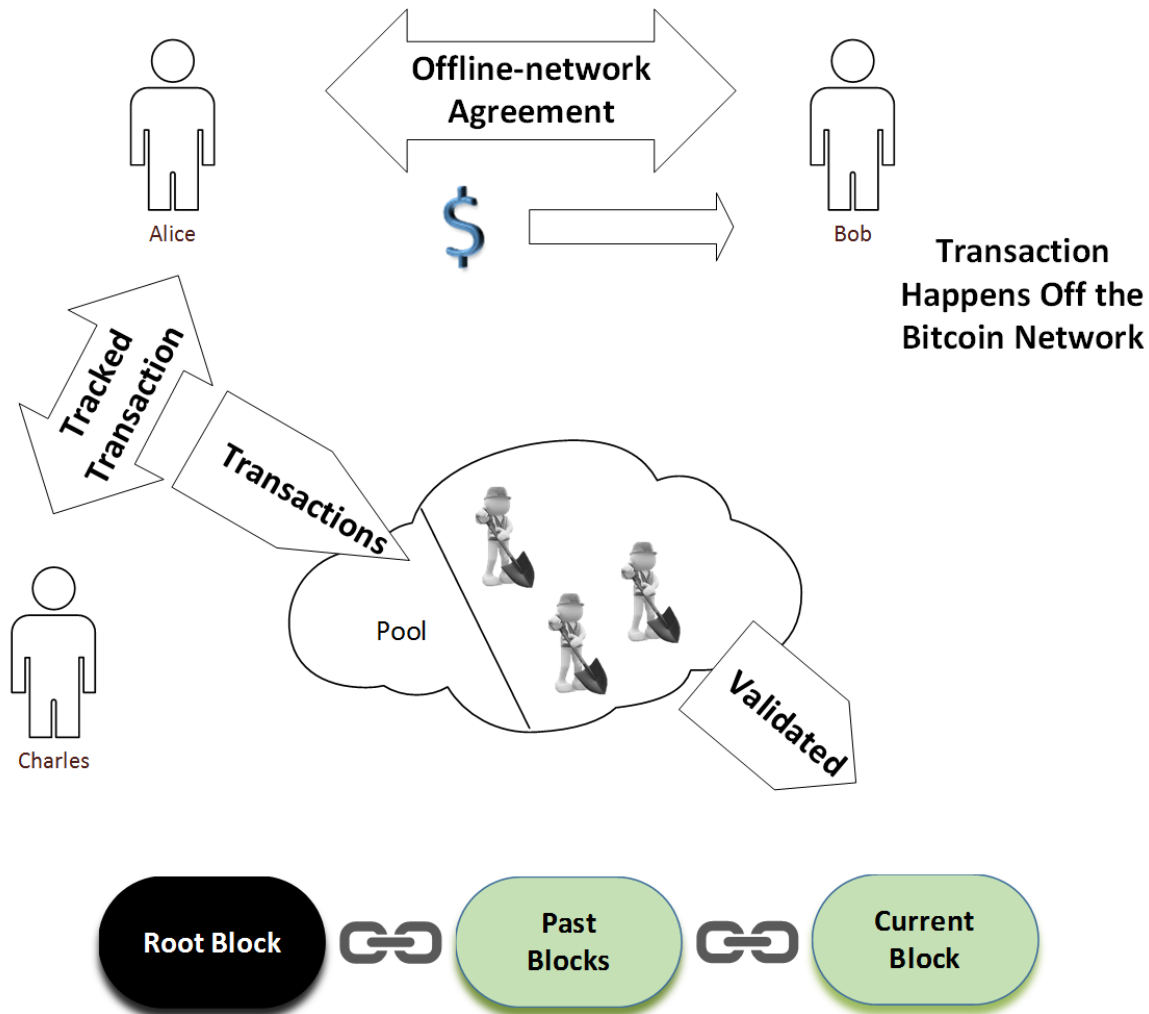 Offline-network
Agreement
$
Alice
Bob
Transaction
Happens Off the
Bitcoin Network
Tracked
Transaction
Transactions
Pool
Validated
Charles
Root Block
Past
Blocks
Current
Block